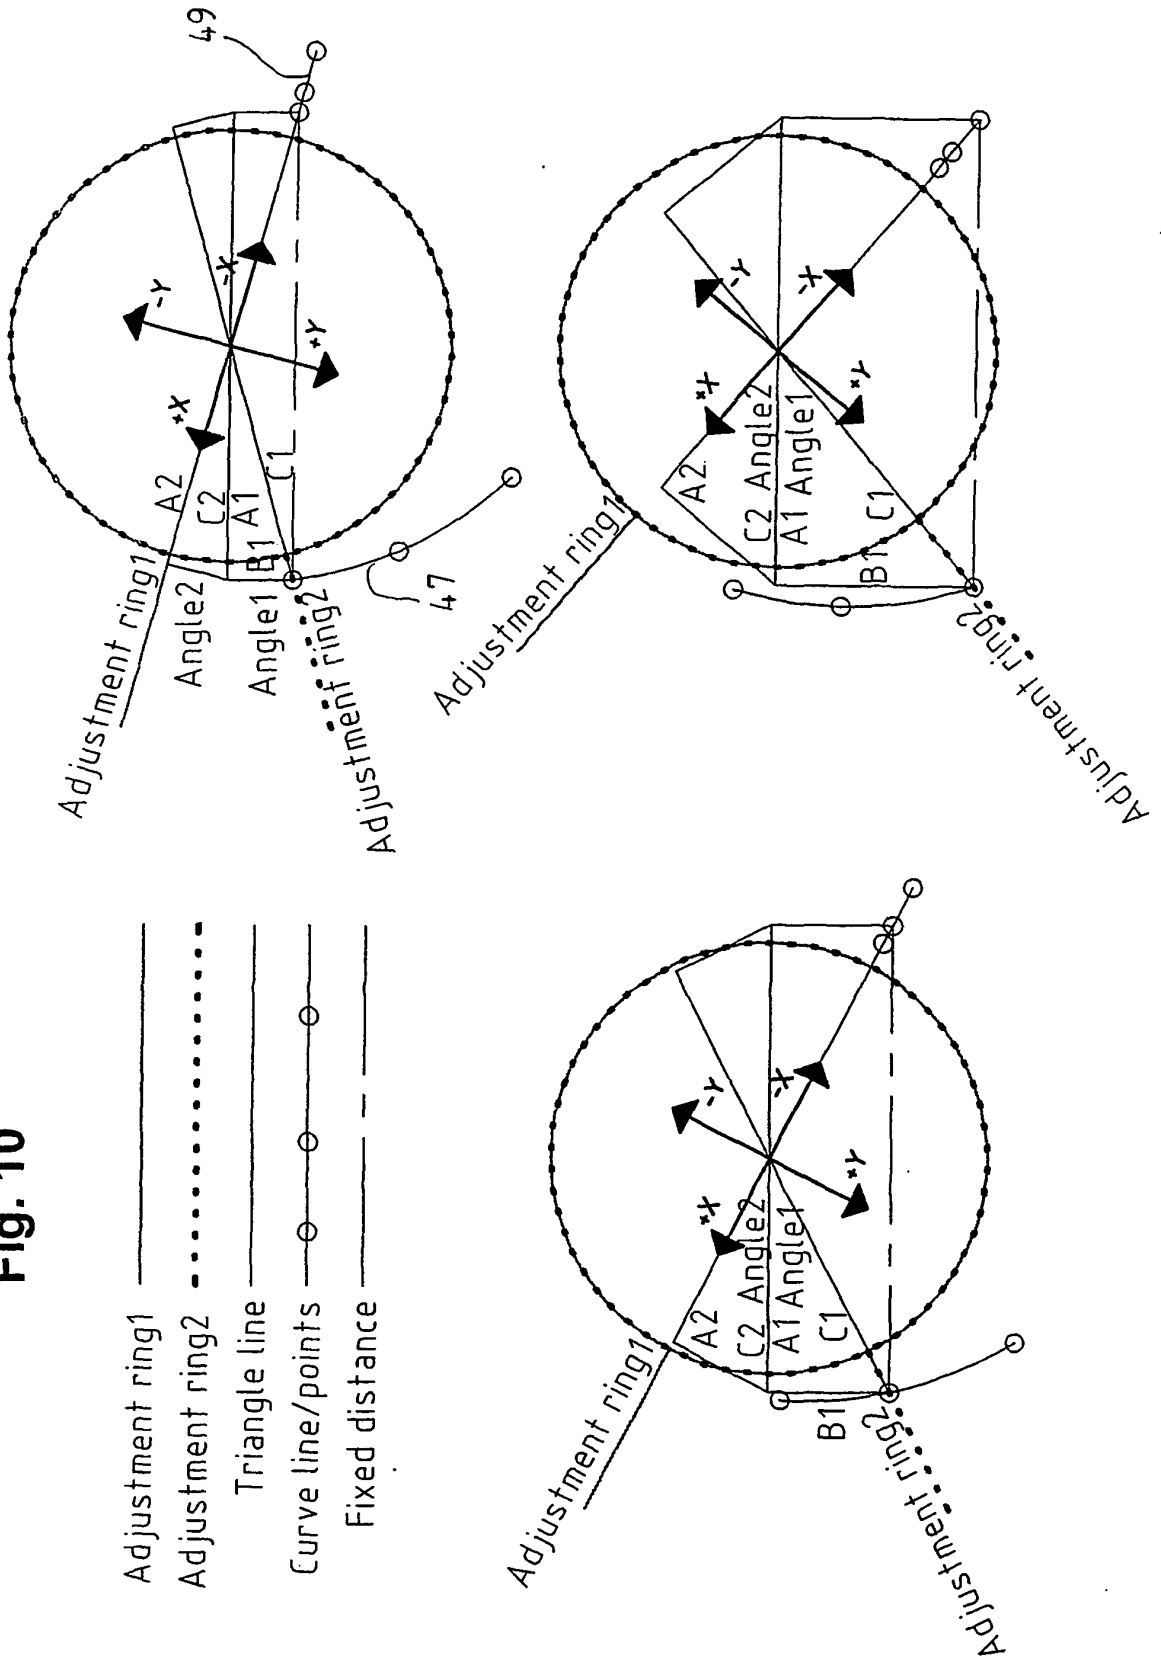 Fig. 10
Adjustment ring1
Adjustment ring2
Triangle line
Curve line/points
Fixed distance
Adjustment ring1
Angle2
Angle1
Adjustment ring2
A2
C2
A1
B1
C1
+X
-X
-Y
+Y
47
49
Adjustment ring1
A2
C2 Angle2
A1 Angle1
C1
B1
+X
-X
-Y
+Y
Adjustment ring2
Adjustment ring1
A2
C2 Angle2
A1 Angle1
C1
B1
+X
-X
-Y
+Y
Adjustment ring2